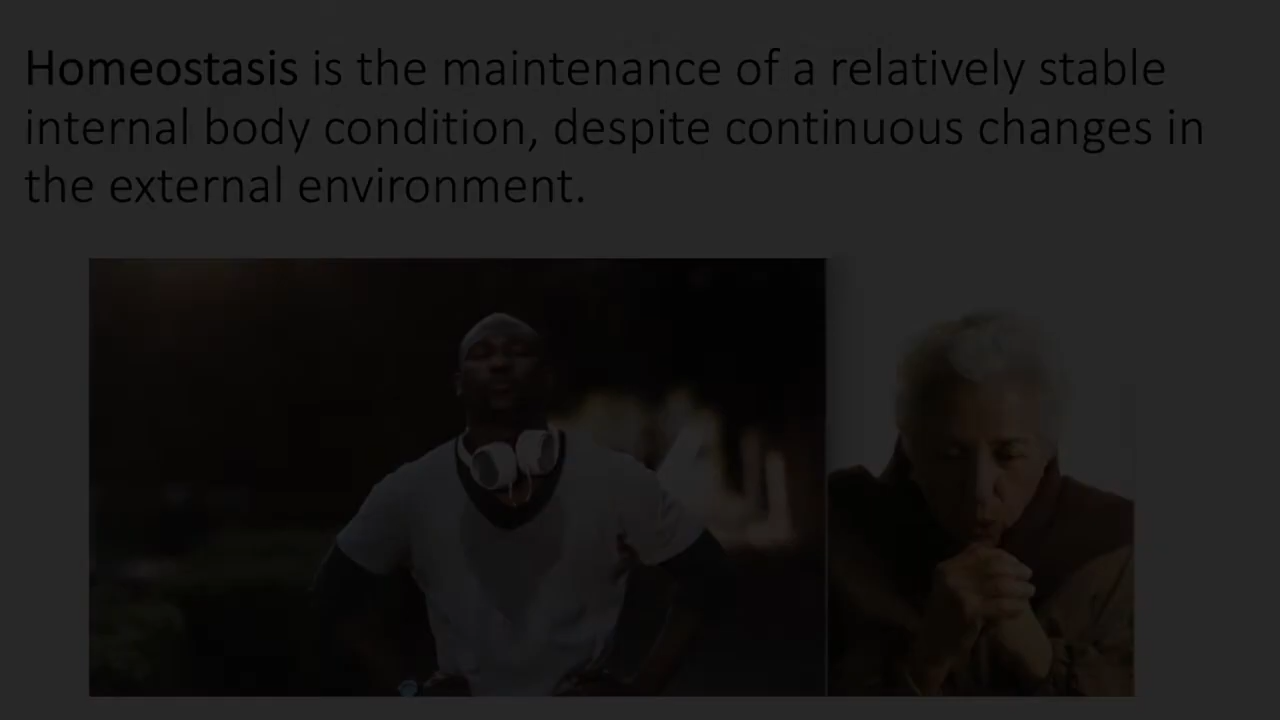 Homeostasis is the maintenance of a relatively stable
internal body condition, despite continuous changes in
the external environment.